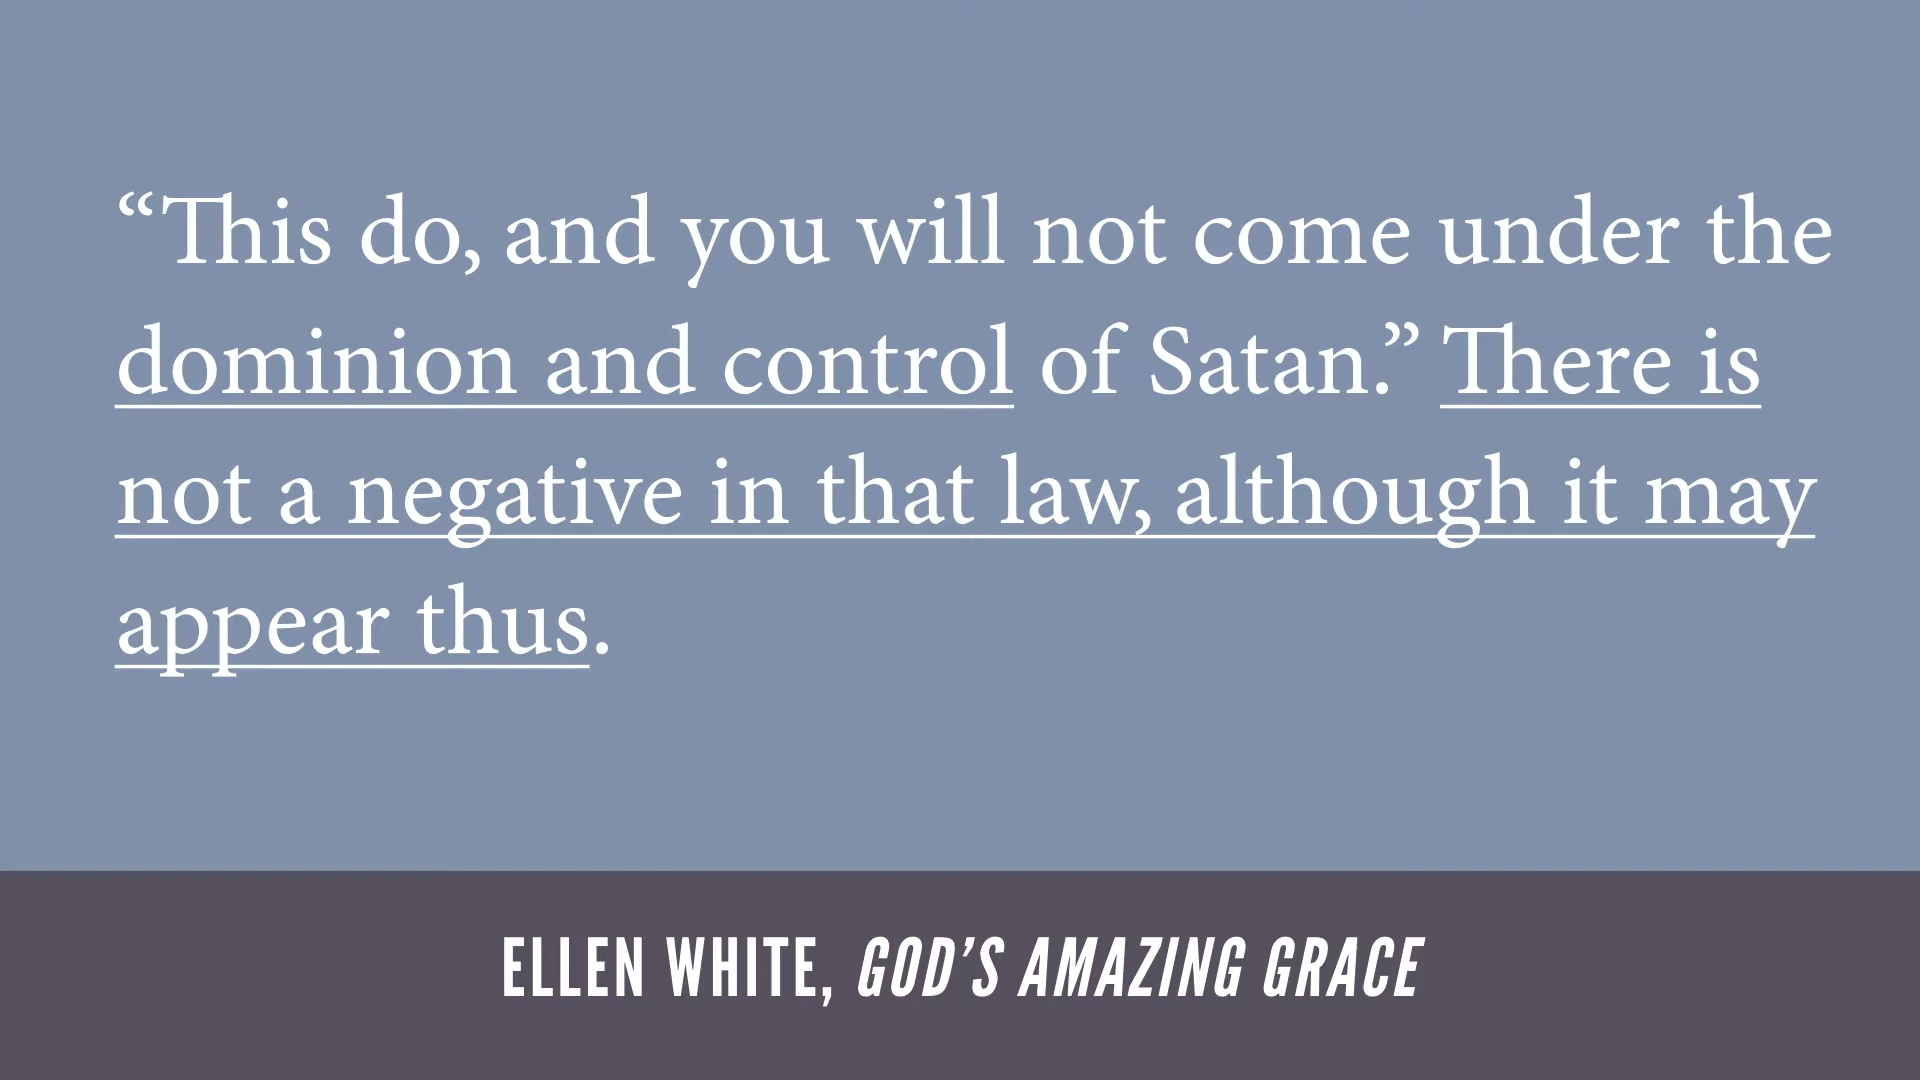 “This do, and you will not come under the
dominion and control of Satan.” There is
not a negative in that law, although it may
appear thus.
ELLEN WHITE, GOD’S AMAZING GRACE